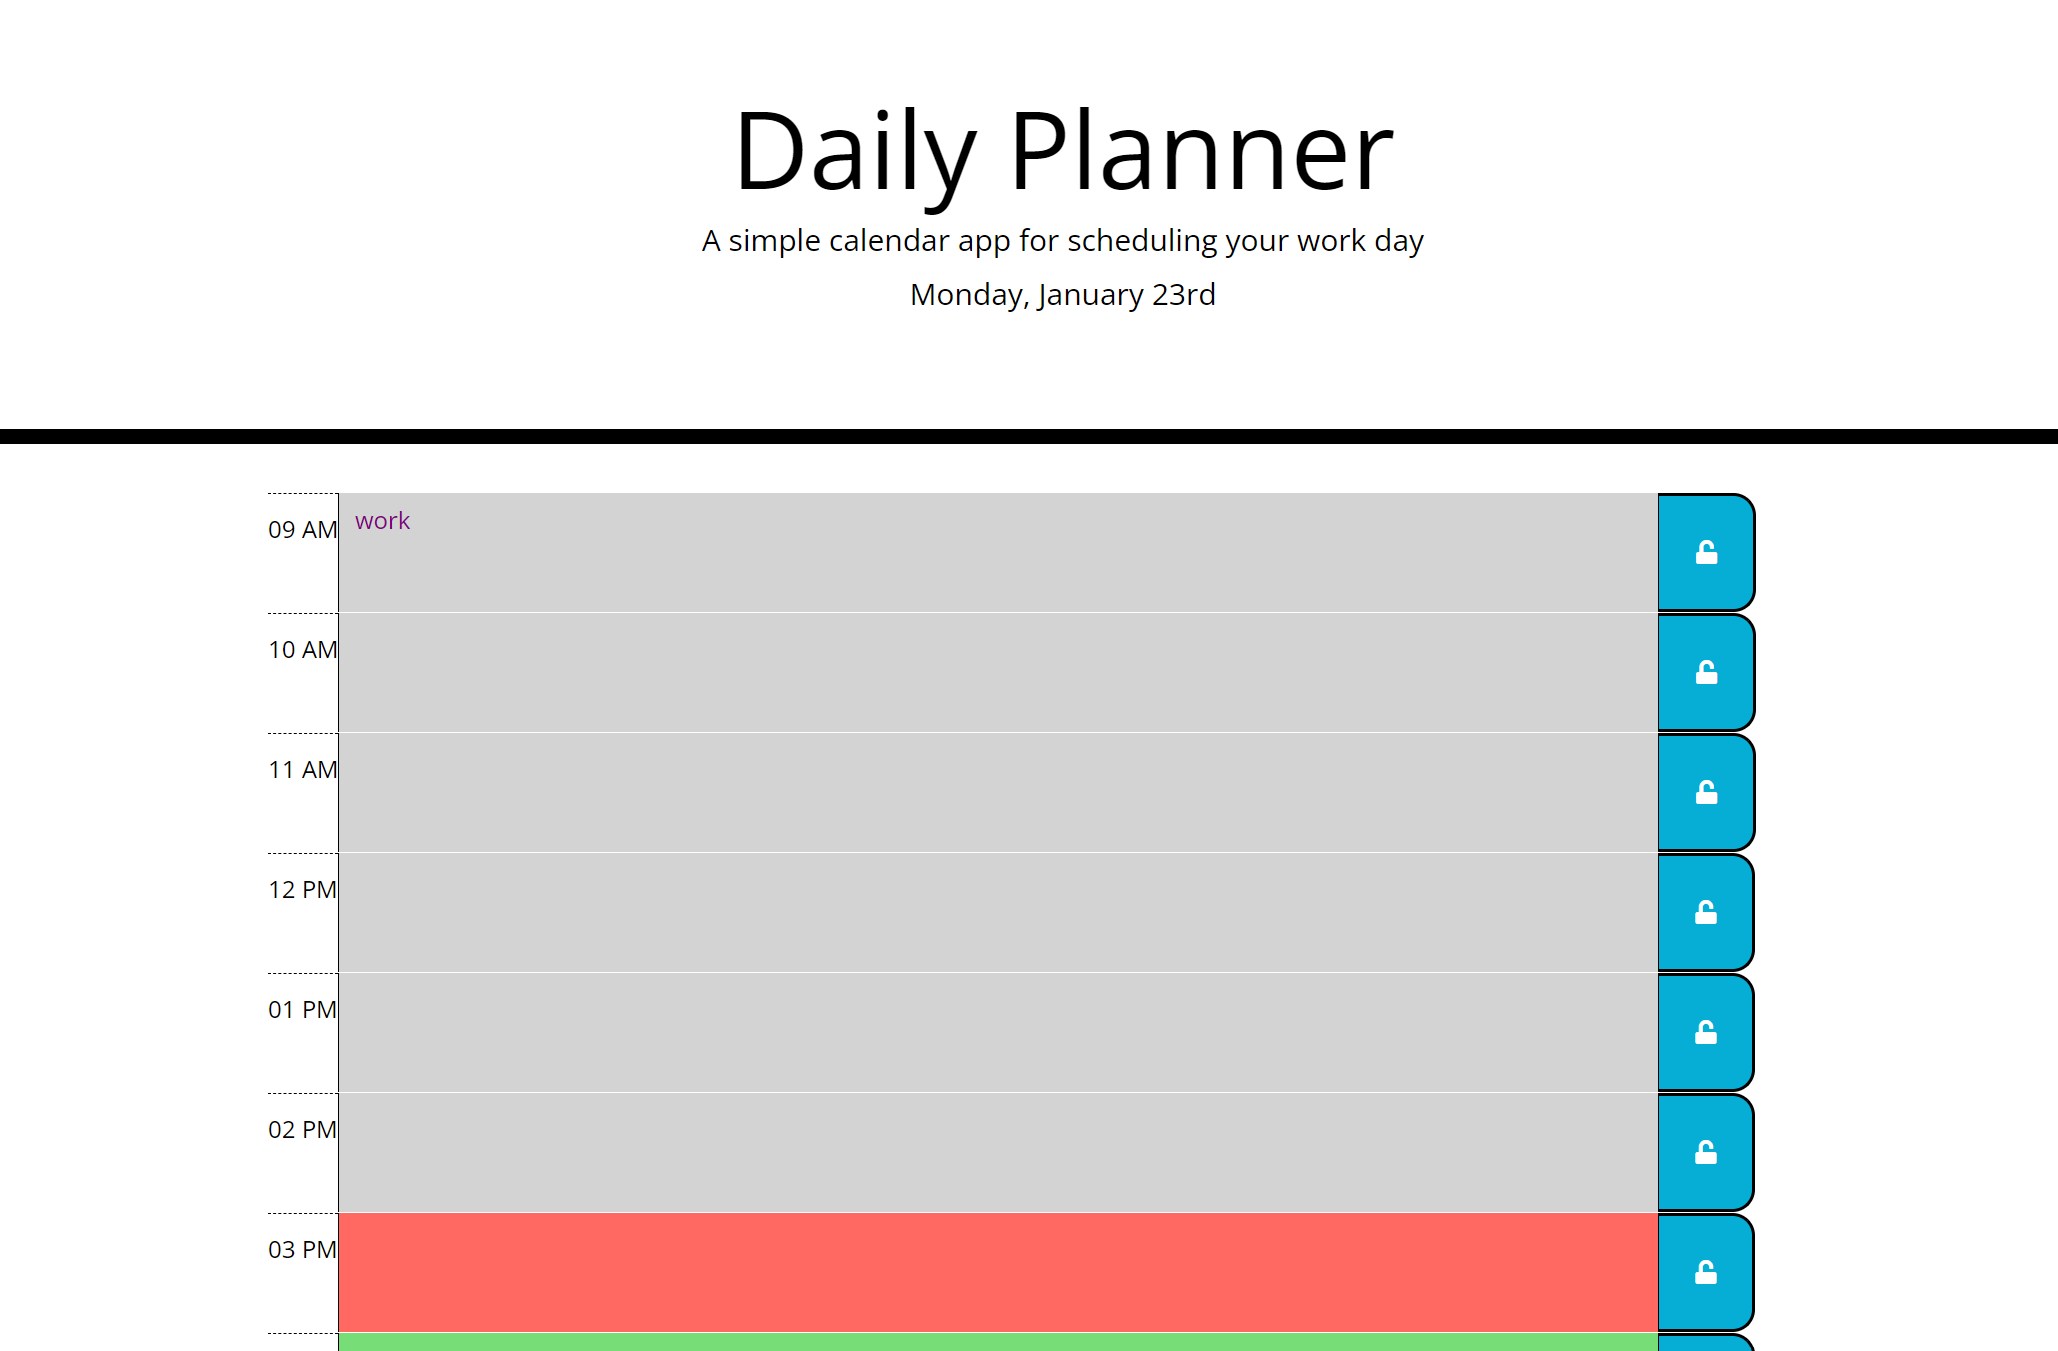 Daily Planner
A simple calendar app for scheduling your work day
Monday, January 23rd
09 AM work
10 AM
11 AM
12 PM
01 PM
02 PM
03 PM